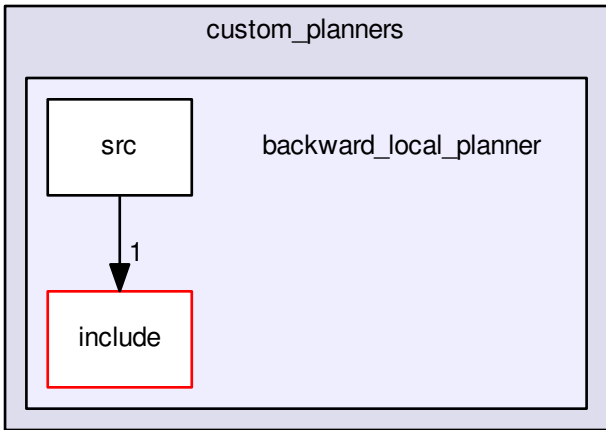 custom_planners
src
backward_local_planner
1
include